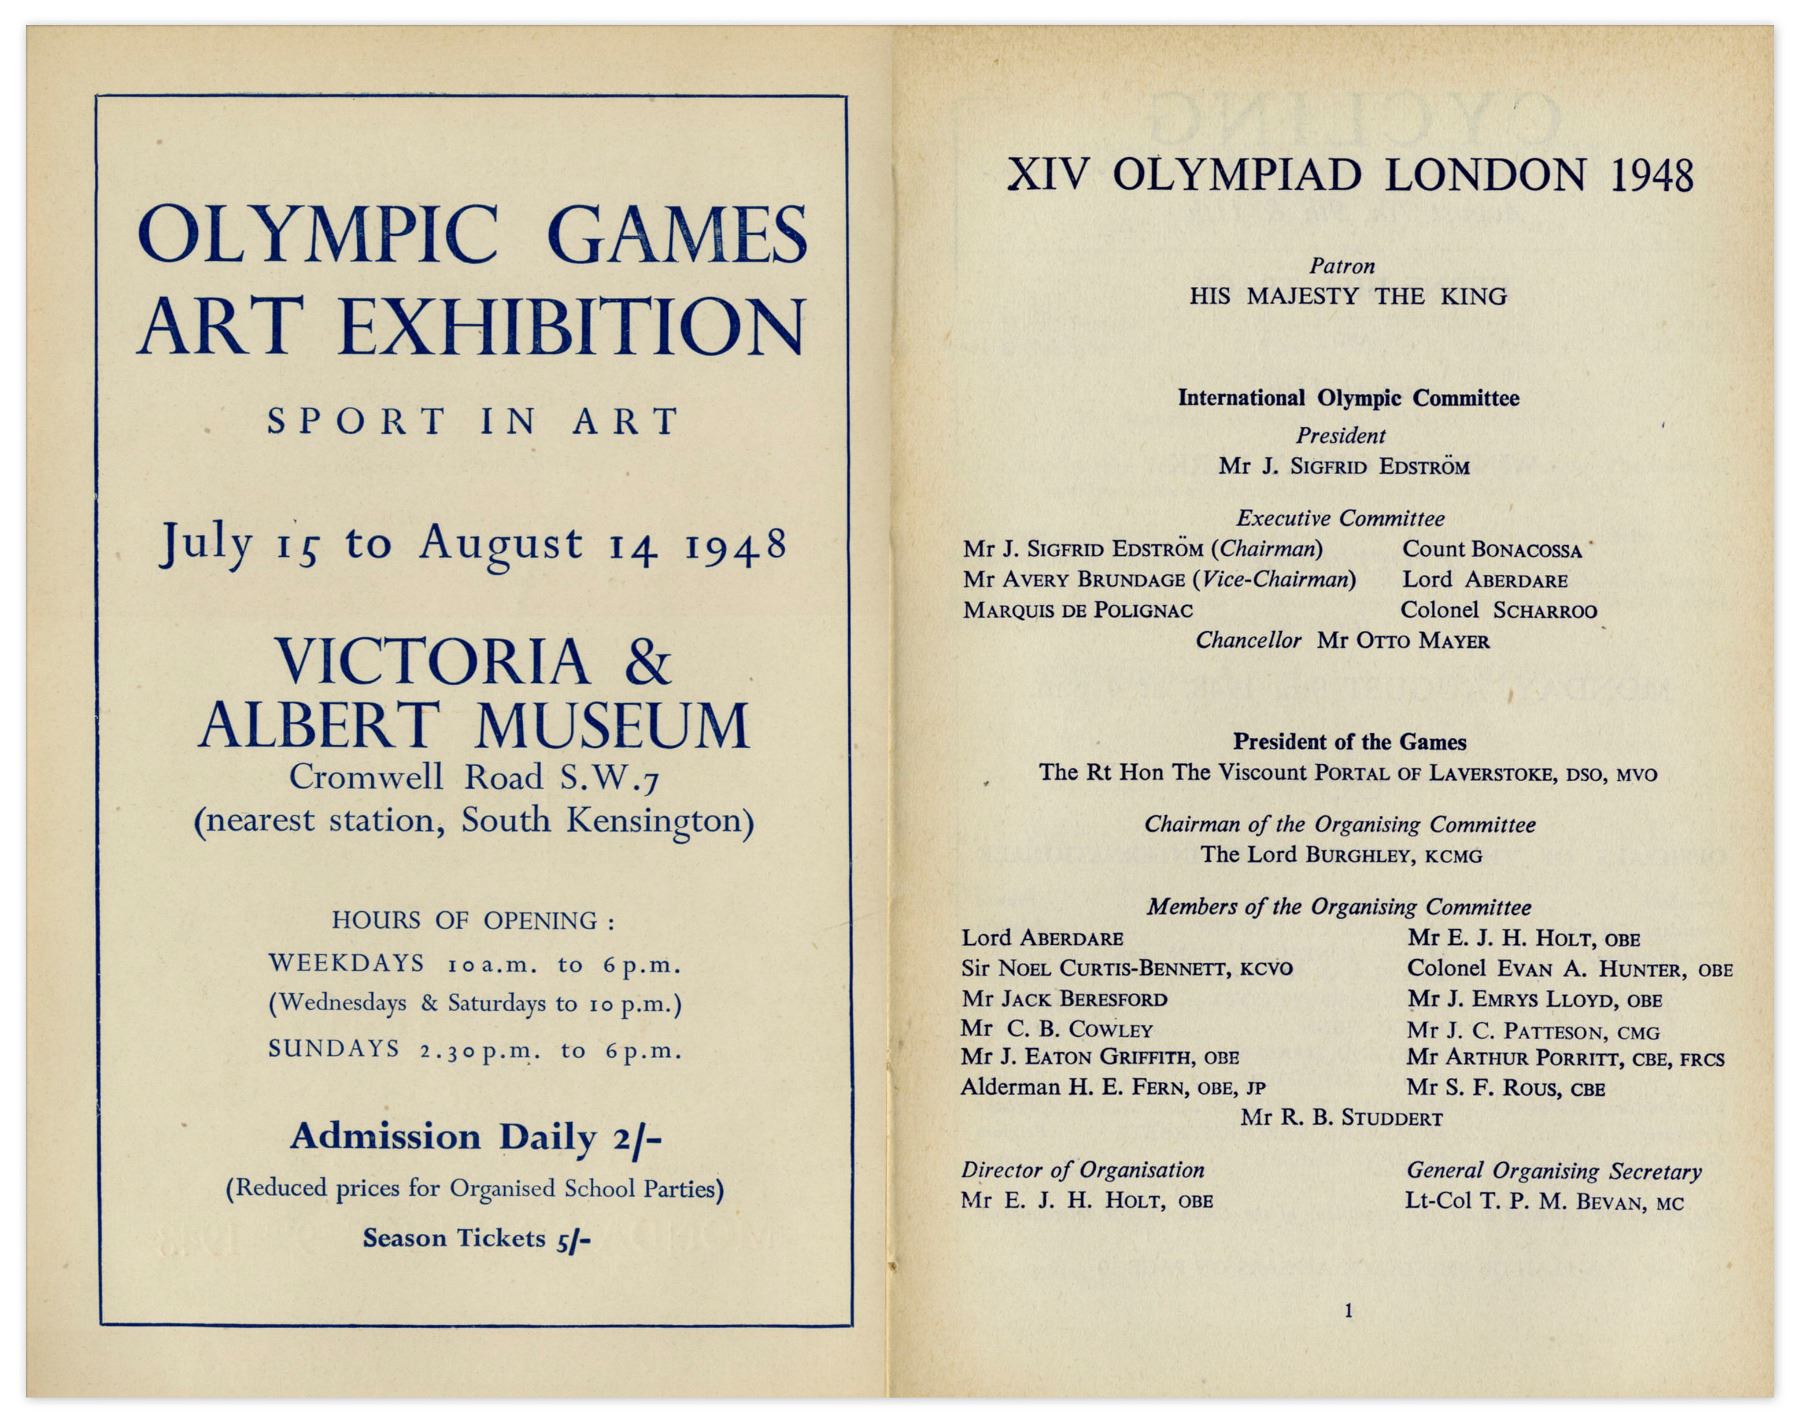 OLYMPIC GAMES
ART EXHIBITION
SPORT IN ART
July 15 to August 14 1948
VICTORIA &
ALBERT MUSEUM
Cromwell Road S.W.7
(nearest station, South Kensington)
HOURS OF OPENING :
WEEKDAYS 10 a.m. to 6 p.m.
(Wednesdays & Saturdays to 10 p.m.)
SUNDAYS 2.30 p.m. to 6 p.m.
Admission Daily 2/-
(Reduced prices for Organised School Parties)
Season Tickets 5/-
XIV OLYMPIAD LONDON 1948
Patron
HIS MAJESTY THE KING
International Olympic Committee
President
Mr J. SIGFRID EDSTRÖM
Executive Committee
Mr J. SIGFRID EDSTRÖM (Chairman) Count BONACOSSA
Mr AVERY BRUNDAGE (Vice-Chairman) Lord ABERDARE
MARQUIS DE POLIGNAC Colonel SCHARROO
Chancellor Mr OTTO MAYER
President of the Games
The Rt Hon The Viscount PORTAL OF LAVERSTOKE, DSO, MVO
Chairman of the Organising Committee
The Lord BURGHLEY, KCMG
Members of the Organising Committee
Lord ABERDARE Mr E. J. H. HOLT, OBE
Sir NOEL CURTIS-BENNETT, KCVO Colonel EVAN A. HUNTER, OBE
Mr JACK BERESFORD Mr J. EMRYS LLOYD, OBE
Mr C. B. COWLEY Mr J. C. PATTESON, CMG
Mr J. EATON GRIFFITH, OBE Mr ARTHUR PORRITT, CBE, FRCS
Alderman H. E. FERN, OBE, JP Mr S. F. ROUS, CBE
Mr R. B. STUDDERT
Director of Organisation General Organising Secretary
Mr E. J. H. HOLT, OBE Lt-Col T. P. M. BEVAN, MC
1